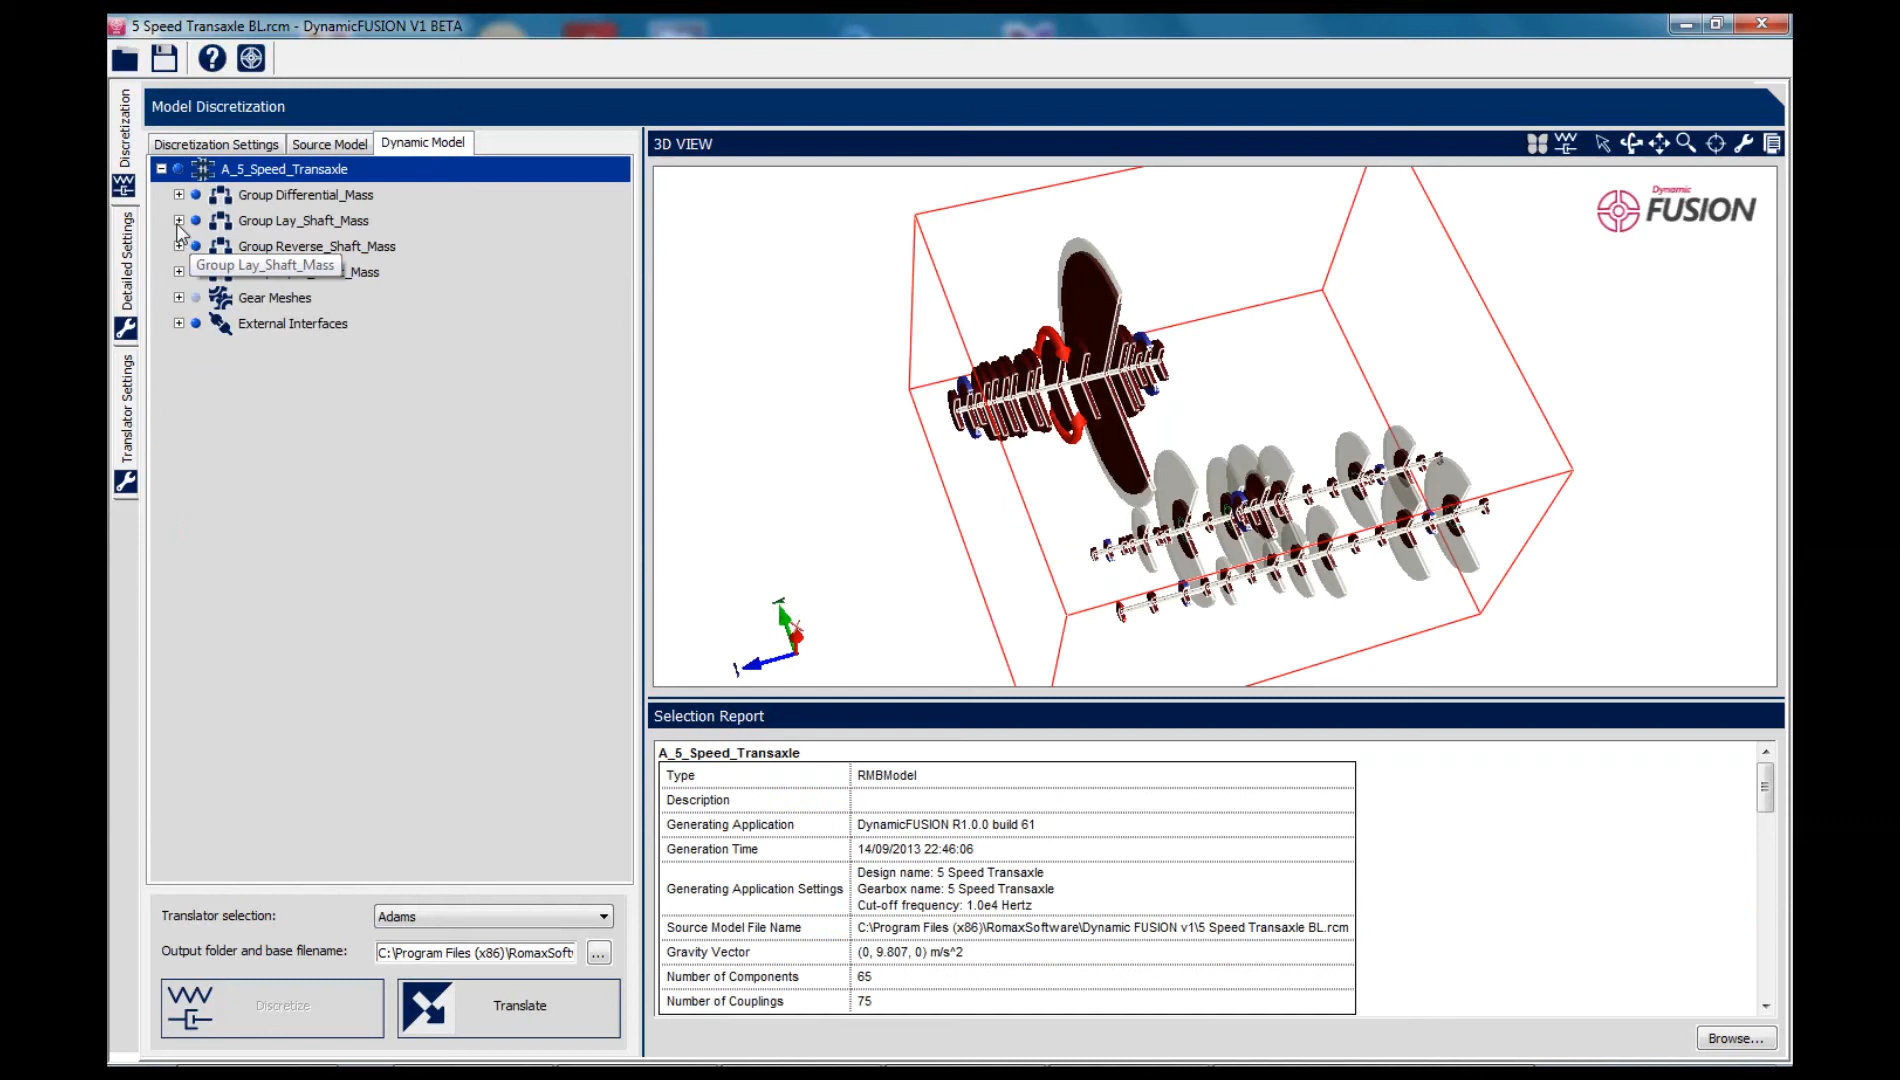 5 Speed Transaxle BL.rcm - DynamicFUSION V1 BETA
Model Discretization
Discretization
Detailed Settings
Translator Settings
Discretization Settings
Source Model
Dynamic Model
A_5_Speed_Transaxle
Group Differential_Mass
Group Lay_Shaft_Mass
Group Reverse_Shaft_Mass
Group Lay_Shaft_Mass
_Mass
Gear Meshes
External Interfaces
3D VIEW
Dynamic
FUSION
Translator selection:
Adams
Output folder and base filename:
C:\Program Files (x86)\RomaxSoft
...
Discretize
Translate
Selection Report
A_5_Speed_Transaxle
Type RMBModel
Description
Generating Application DynamicFUSION R1.0.0 build 61
Generation Time 14/09/2013 22:46:06
Generating Application Settings Design name: 5 Speed Transaxle
Gearbox name: 5 Speed Transaxle
Cut-off frequency: 1.0e4 Hertz
Source Model File Name C:\Program Files (x86)\RomaxSoftware\Dynamic FUSION v1\5 Speed Transaxle BL.rcm
Gravity Vector (0, 9.807, 0) m/s^2
Number of Components 65
Number of Couplings 75
Browse...